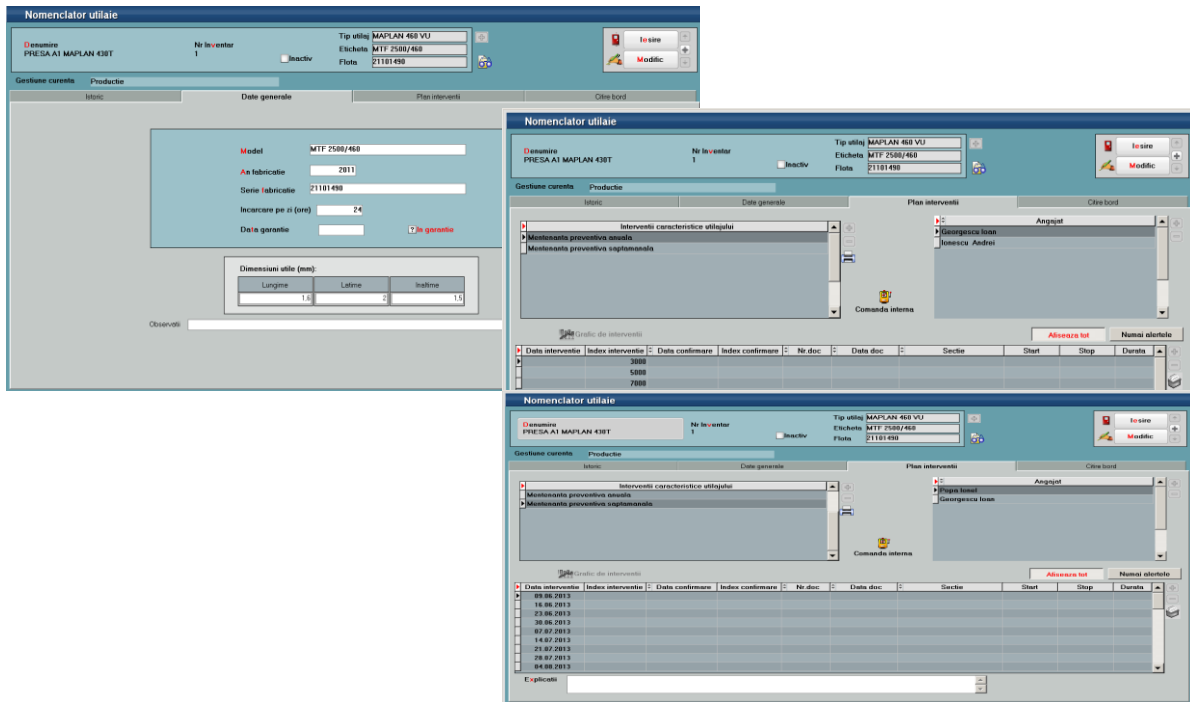 Nomenclator utilaie
Denumire
PRESA A1 MAPLAN 430T
Nr Inventar
1
Inactiv
Tip utilaj MAPLAN 460 VU
Eticheta MTF 2500/460
Flota 21101490
Iesire
Modific
Gestiune curenta Productie
Istoric Date generale Plan interventii Citire bord
Model MTF 2500/460
An fabricatie 2011
Serie fabricatie 21101490
Incarcare pe zi (ore) 24
Data garantie ? In garantie
Dimensiuni utile (mm):
Lungime Latime Inaltime
1.6 2 1.5
Observatii
Nomenclator utilaie
Denumire
PRESA A1 MAPLAN 430T
Nr Inventar
1
Inactiv
Tip utilaj MAPLAN 460 VU
Eticheta MTF 2500/460
Flota 21101490
Iesire
Modific
Gestiune curenta Productie
Istoric Date generale Plan interventii Citire bord
Interventii caracteristice utilajului
Mentenanta preventiva anuala
Mentenanta preventiva saptamanala
Angajat
Georgescu Ioan
Ionescu Andrei
Comanda interna
Grafic de interventii
Afiseaza tot Numai alertele
Data interventie Index interventie Data confirmare Index confirmare Nr.doc Data doc Sectie Start Stop Durata
3000
5000
7000
Nomenclator utilaie
Denumire
PRESA A1 MAPLAN 430T
Nr Inventar
1
Inactiv
Tip utilaj MAPLAN 460 VU
Eticheta MTF 2500/460
Flota 21101490
Iesire
Modific
Gestiune curenta Productie
Istoric Date generale Plan interventii Citire bord
Interventii caracteristice utilajului
Mentenanta preventiva anuala
Mentenanta preventiva saptamanala
Angajat
Popa Ionel
Georgescu Ioan
Comanda interna
Grafic de interventii
Afiseaza tot Numai alertele
Data interventie Index interventie Data confirmare Index confirmare Nr.doc Data doc Sectie Start Stop Durata
09.06.2013
16.06.2013
23.06.2013
30.06.2013
07.07.2013
14.07.2013
21.07.2013
28.07.2013
04.08.2013
Explicatii